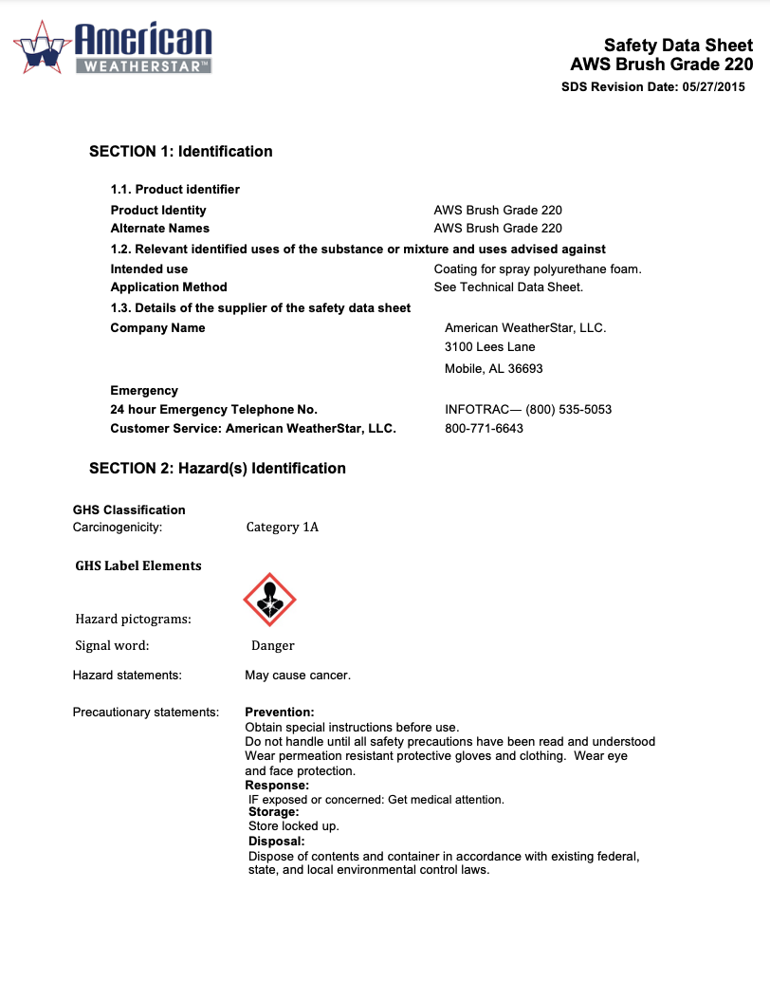 American
WEATHERSTAR™
Safety Data Sheet
AWS Brush Grade 220
SDS Revision Date: 05/27/2015
SECTION 1: Identification
1.1. Product identifier
Product Identity AWS Brush Grade 220
Alternate Names AWS Brush Grade 220
1.2. Relevant identified uses of the substance or mixture and uses advised against
Intended use Coating for spray polyurethane foam.
Application Method See Technical Data Sheet.
1.3. Details of the supplier of the safety data sheet
Company Name American WeatherStar, LLC.
3100 Lees Lane
Mobile, AL 36693
Emergency
24 hour Emergency Telephone No. INFOTRAC— (800) 535-5053
Customer Service: American WeatherStar, LLC. 800-771-6643
SECTION 2: Hazard(s) Identification
GHS Classification
Carcinogenicity: Category 1A
GHS Label Elements
Hazard pictograms:
Signal word: Danger
Hazard statements: May cause cancer.
Precautionary statements: Prevention:
Obtain special instructions before use.
Do not handle until all safety precautions have been read and understood
Wear permeation resistant protective gloves and clothing. Wear eye
and face protection.
Response:
IF exposed or concerned: Get medical attention.
Storage:
Store locked up.
Disposal:
Dispose of contents and container in accordance with existing federal,
state, and local environmental control laws.